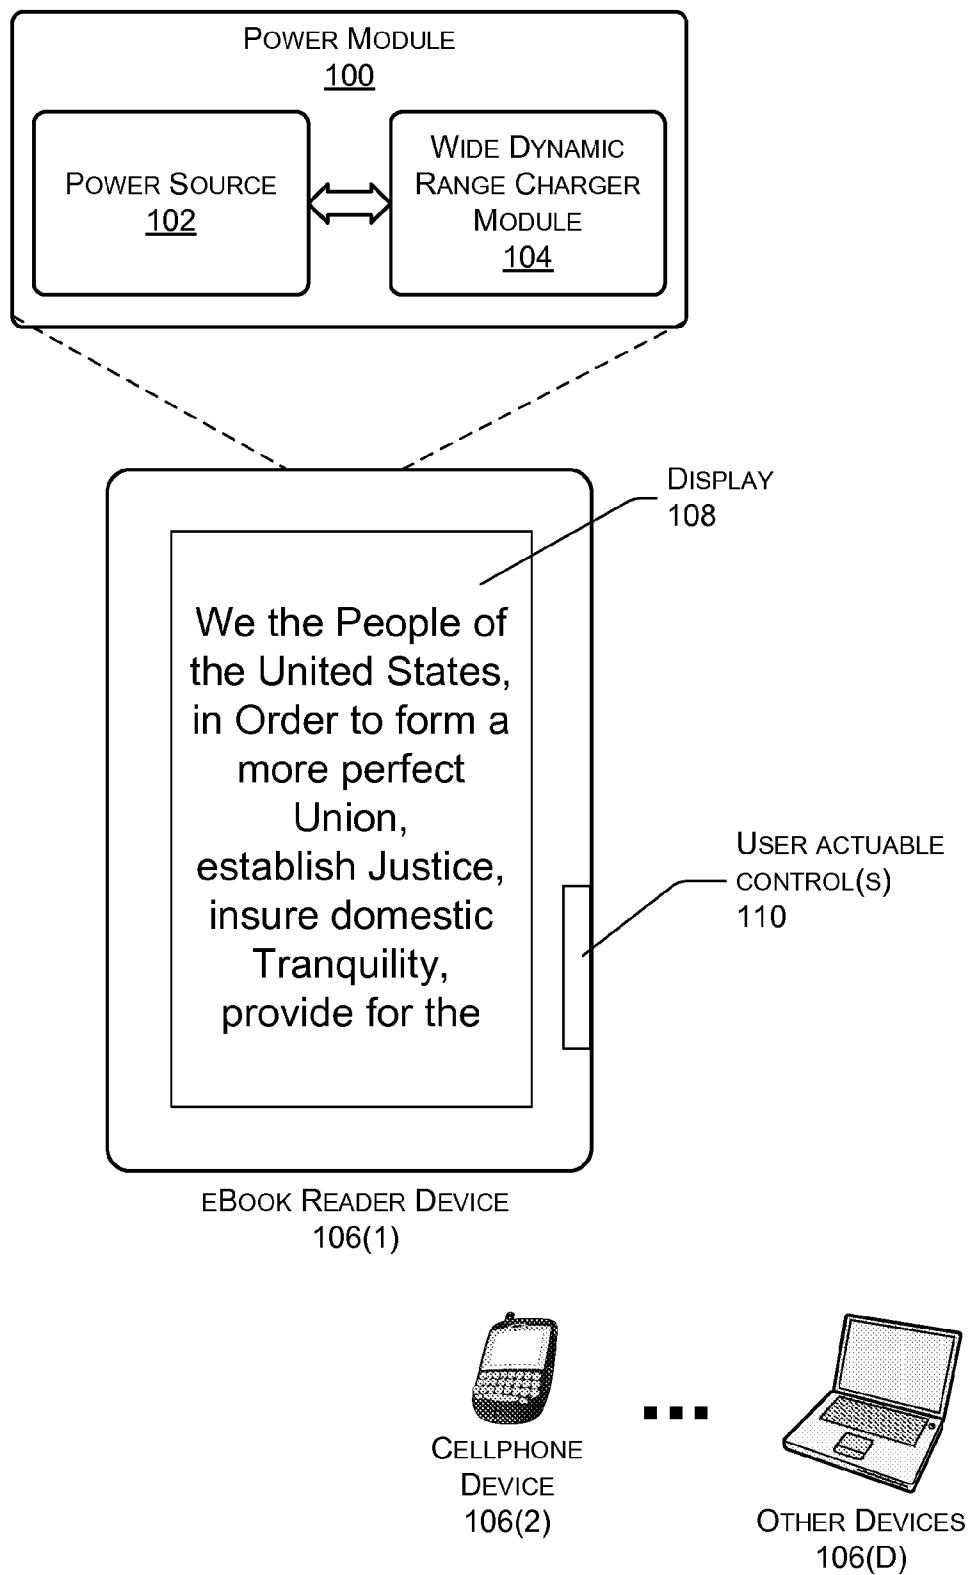 POWER MODULE
100
POWER SOURCE
102
WIDE DYNAMIC
RANGE CHARGER
MODULE
104
DISPLAY
108
We the People of
the United States,
in Order to form a
more perfect
Union,
establish Justice,
insure domestic
Tranquility,
provide for the
USER ACTUABLE
CONTROL(S)
110
EBOOK READER DEVICE
106(1)
CELLPHONE
DEVICE
106(2)
OTHER DEVICES
106(D)